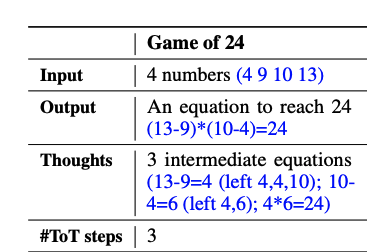 Game of 24
Input 4 numbers (4 9 10 13)
Output An equation to reach 24
(13-9)*(10-4)=24
Thoughts 3 intermediate equations
(13-9=4 (left 4,4,10); 10-
4=6 (left 4,6); 4*6=24)
#ToT steps 3